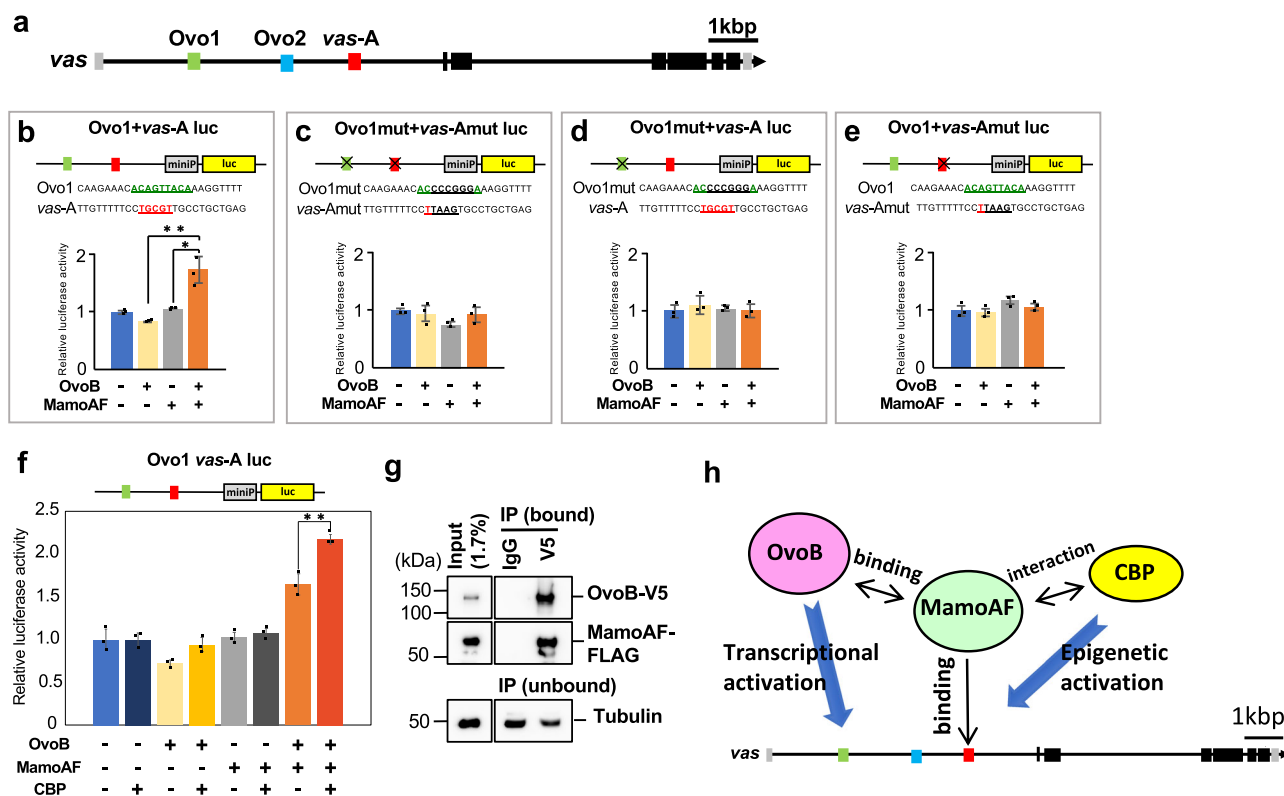 a
1kbp
Ovo1 Ovo2 vas-A
vas
b
Ovo1+vas-A luc
miniP luc
Ovo1 CAAGAAACACAGTTACAAAGGTTTT
vas-A TTGTTTTTCCTGCGTTGCCTGCTGAG
Relative luciferase activity
2
1
0
* *
*
OvoB - + - +
MamoAF - - + +
c
Ovo1mut+vas-Amut luc
miniP luc
Ovo1mut CAAGAAACACCCCGGGAAAGGTTTT
vas-Amut TTGTTTTTCCTTAAGTGCCTGCTGAG
Relative luciferase activity
2
1
0
OvoB - + - +
MamoAF - - + +
d
Ovo1mut+vas-A luc
miniP luc
Ovo1mut CAAGAAACACCCCGGGAAAGGTTTT
vas-A TTGTTTTTCCTGCGTTGCCTGCTGAG
Relative luciferase activity
2
1
0
OvoB - + - +
MamoAF - - + +
e
Ovo1+vas-Amut luc
miniP luc
Ovo1 CAAGAAACACAGTTACAAAGGTTTT
vas-Amut TTGTTTTTCCTTAAGTGCCTGCTGAG
Relative luciferase activity
2
1
0
OvoB - + - +
MamoAF - - + +
f
Ovo1 vas-A luc
miniP luc
Relative luciferase activity
2.5
2.0
1.5
1.0
0.5
0
* *
OvoB - - + + - - + +
MamoAF - - - - + + + +
CBP - + - + - + - +
g
IP (bound)
Input (1.7%)
IgG
V5
(kDa)
150
100
OvoB-V5
50
MamoAF-
FLAG
IP (unbound)
50
Tubulin
h
OvoB
binding
MamoAF
interaction
CBP
Transcriptional
activation
binding
Epigenetic
activation
1kbp
vas